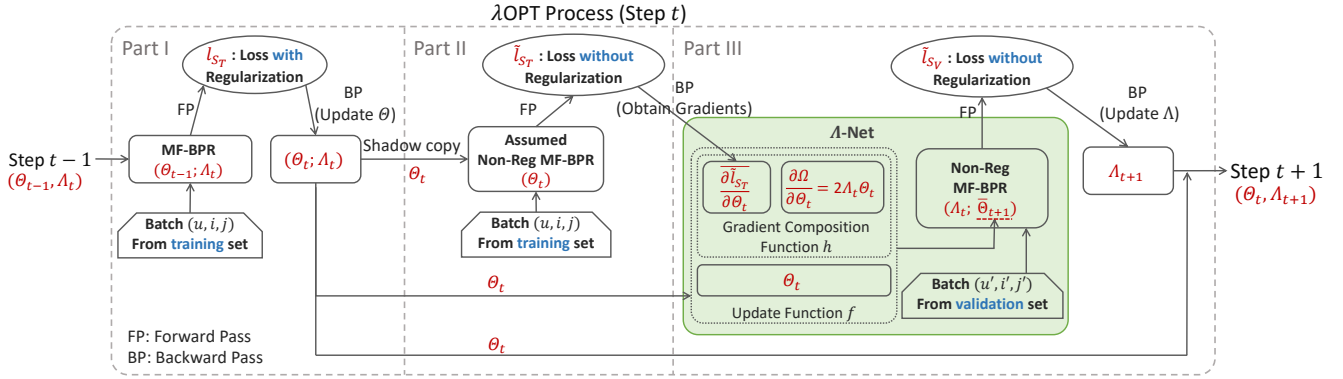 λOPT Process (Step t)
Part I
l_{S_T} : Loss with
Regularization
FP
BP
(Update Θ)
MF-BPR
(Θ_{t−1}; Λ_t)
(Θ_t; Λ_t)
Step t − 1
(Θ_{t−1}, Λ_t)
Batch (u, i, j)
From training set
FP: Forward Pass
BP: Backward Pass
Shadow copy
Θ_t
Part II
l̃_{S_T} : Loss without
Regularization
FP
BP
(Obtain Gradients)
Assumed
Non-Reg MF-BPR
(Θ_t)
Batch (u, i, j)
From training set
Θ_t
Θ_t
Part III
l̃_{S_V} : Loss without
Regularization
FP
BP
(Update Λ)
Λ-Net
\overline{∂l̃_{S_T}}/∂Θ_t
∂Ω/∂Θ_t = 2Λ_tΘ_t
Gradient Composition
Function h
Θ_t
Update Function f
Non-Reg
MF-BPR
(Λ_t; Θ̅_{t+1})
Batch (u′, i′, j′)
From validation set
Λ_{t+1}
Step t + 1
(Θ_t, Λ_{t+1})